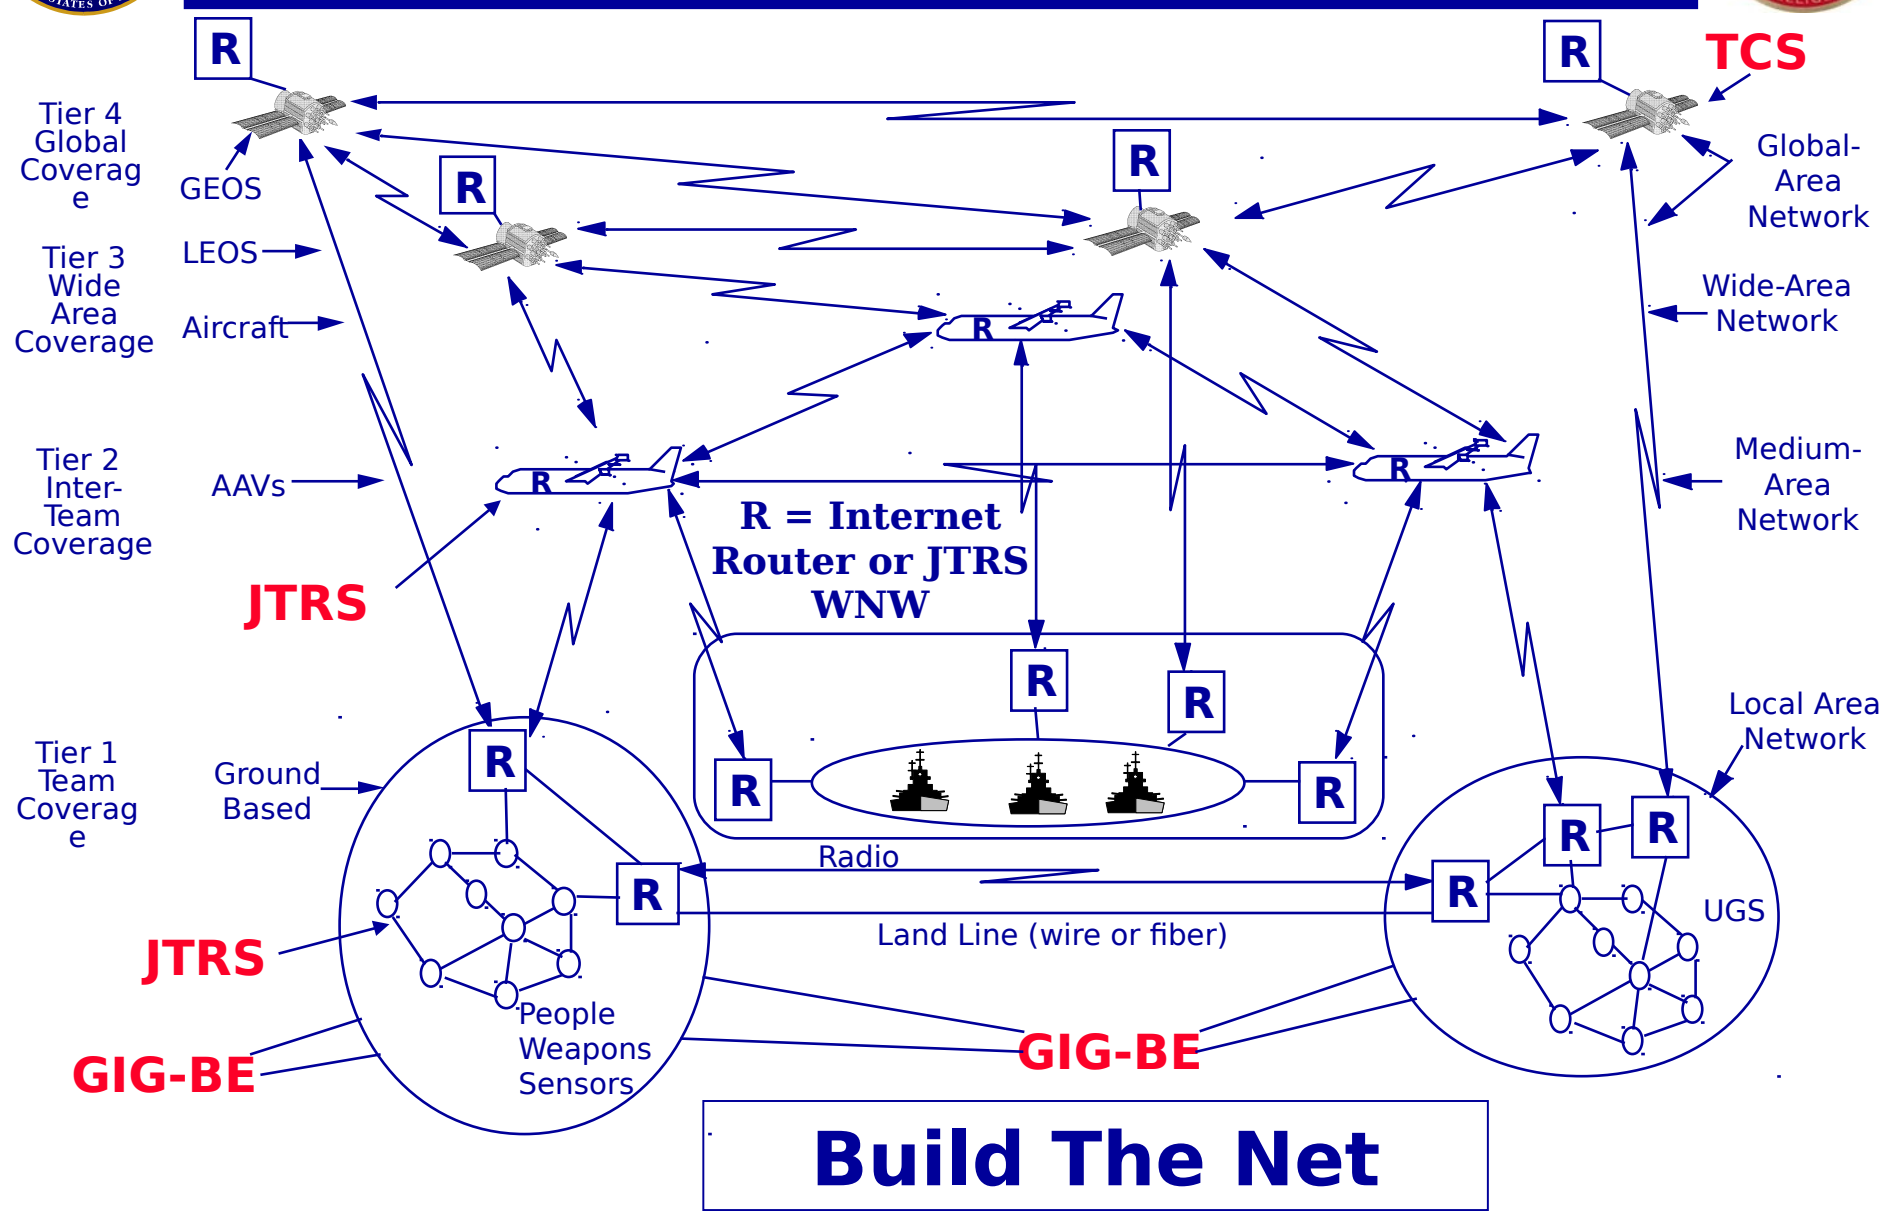 STATES OF
R
R
TCS
Tier 4
Global
Coverag
e
GEOS
R
R
Global-
Area
Network
LEOS
Tier 3
Wide
Area
Coverage
Aircraft
R
Wide-Area
Network
Tier 2
Inter-
Team
Coverage
AAVs
R
R
Medium-
Area
Network
R = Internet
Router or JTRS
WNW
JTRS
R
R
Local Area
Network
Tier 1
Team
Coverag
e
Ground
Based
R
R
R
R
R
Radio
R
R
UGS
Land Line (wire or fiber)
JTRS
People
Weapons
Sensors
GIG-BE
GIG-BE
Build The Net